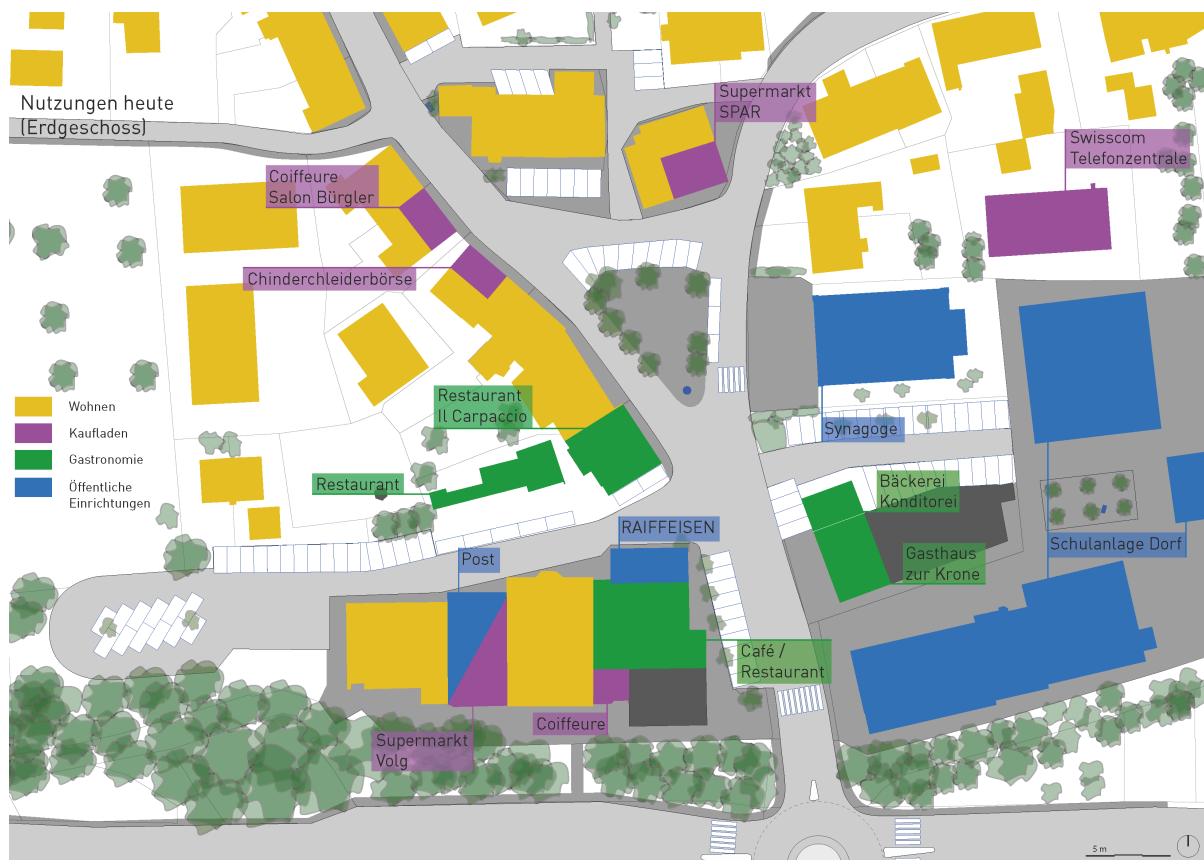 Nutzungen heute
(Erdgeschoss)
Supermarkt
SPAR
Swisscom
Telefonzentrale
Coiffeure
Salon Bürgler
Chinderchleiderbörse
Restaurant
Il Carpaccio
Wohnen
Kaufladen
Gastronomie
Öffentliche
Einrichtungen
Synagoge
Restaurant
Bäckerei
Konditorei
RAIFFEISEN
Post
Gasthaus
zur Krone
Schulanlage Dorf
Café /
Restaurant
Coiffeure
Supermarkt
Volg
5 m